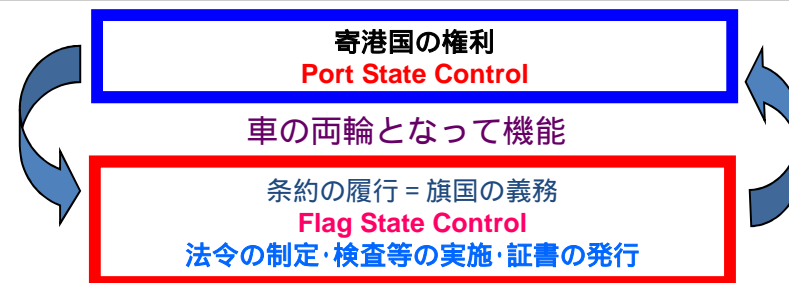 寄港国の権利
Port State Control
車の両輪となって機能
条約の履行 = 旗国の義務
Flag State Control
法令の制定･検査等の実施･証書の発行